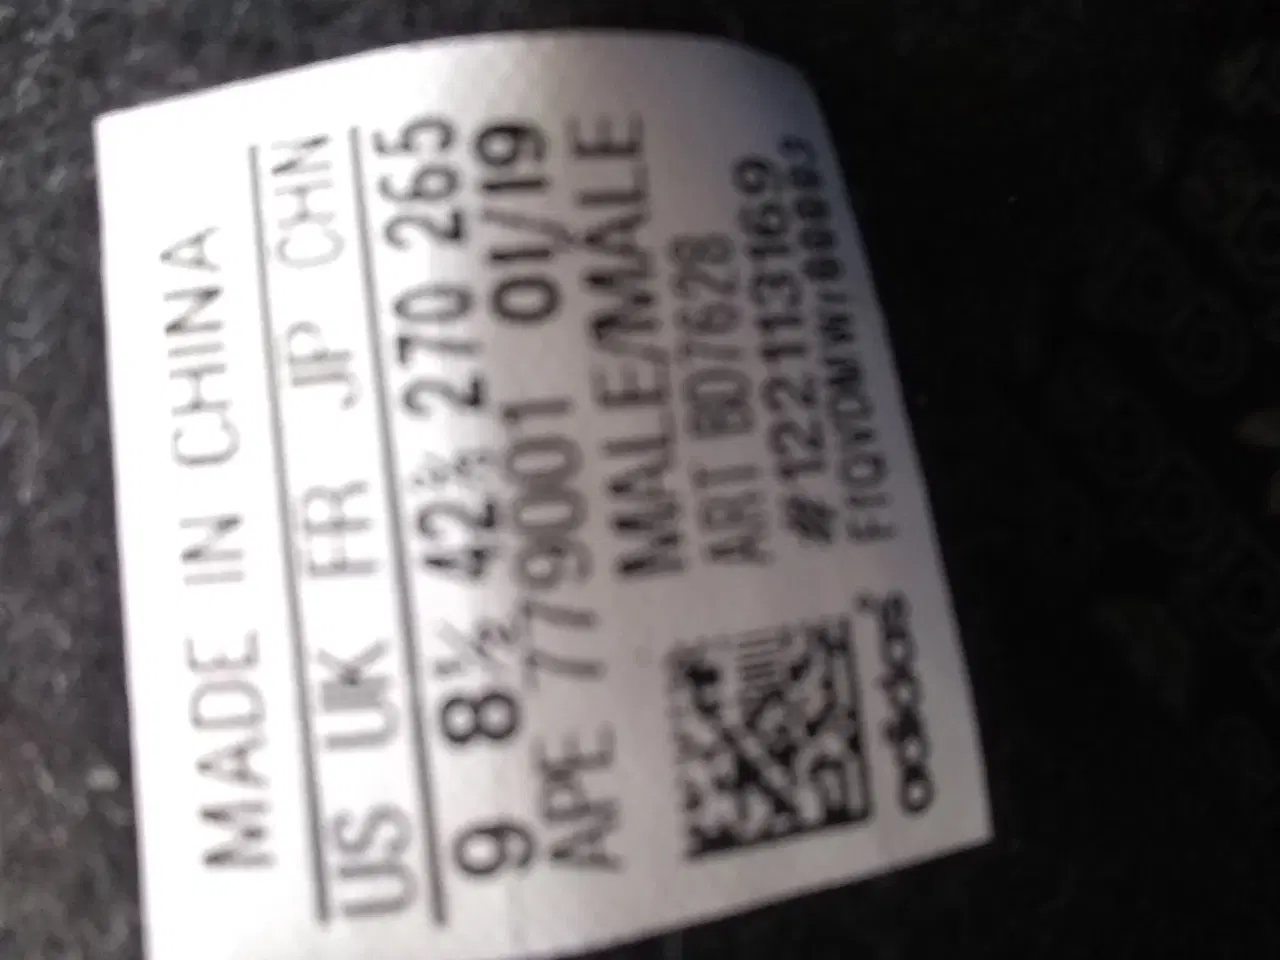 MADE IN CHINA
US UK FR JP CHN
9 8½ 42⅔ 270 265
APE 779001 01/19
MALE/MALE
ART BD7628
#1221113169
adidas